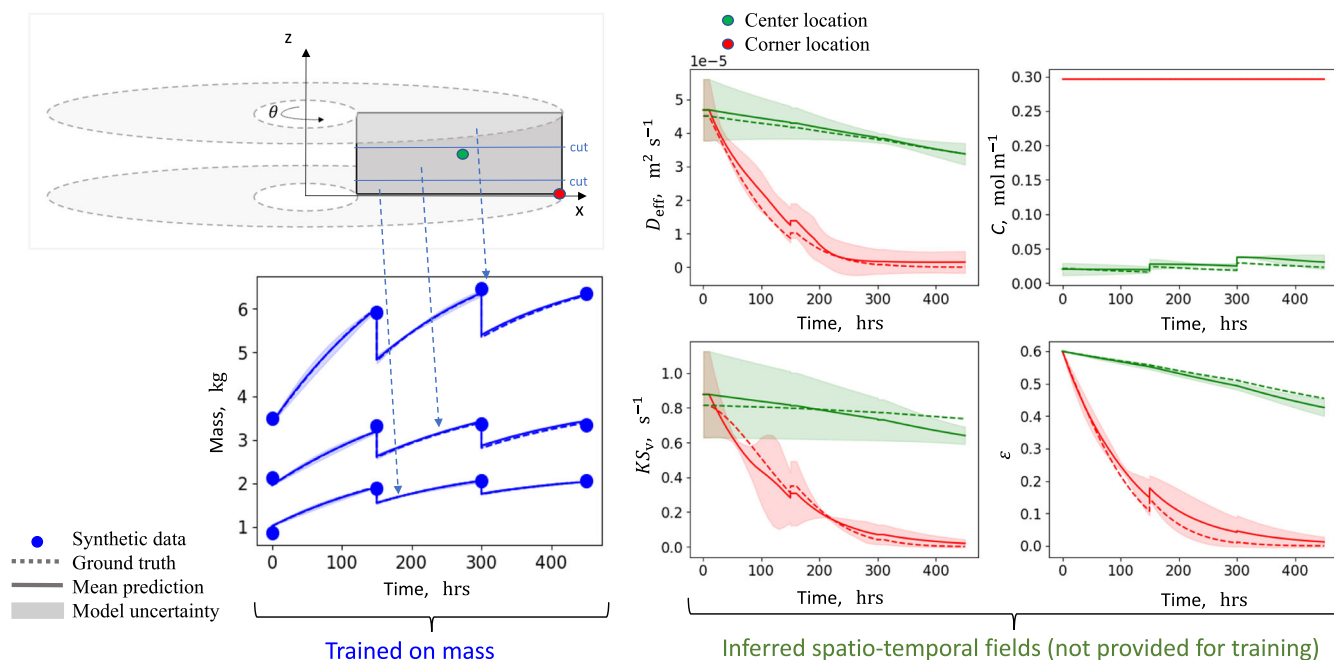 z
θ
cut
cut
x
Center location
Corner location
1e−5
5
4
3
2
1
0
D_eff, m² s⁻¹
0 100 200 300 400
Time, hrs
0.30
0.25
0.20
0.15
0.10
0.05
0.00
C, mol m⁻¹
0 100 200 300 400
Time, hrs
6
5
4
3
2
1
Mass, kg
0 100 200 300 400
Time, hrs
1.0
0.8
0.6
0.4
0.2
0.0
KS_v, s⁻¹
0 100 200 300 400
Time, hrs
0.6
0.5
0.4
0.3
0.2
0.1
0.0
ε
0 100 200 300 400
Time, hrs
Synthetic data
Ground truth
Mean prediction
Model uncertainty
Trained on mass
Inferred spatio-temporal fields (not provided for training)